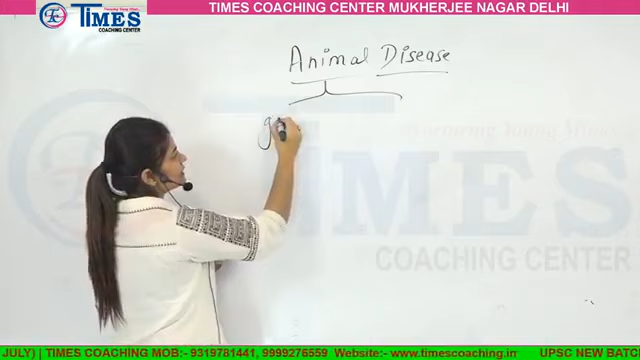 TIMES COACHING CENTER MUKHERJEE NAGAR DELHI
TIMES
COACHING CENTER
Animal Disease
g
Nurturing Young Minds...
TIMES
COACHING CENTER
JULY) | TIMES COACHING MOB:- 9319781441, 9999276559 Website:- www.timescoaching.in UPSC NEW BATC